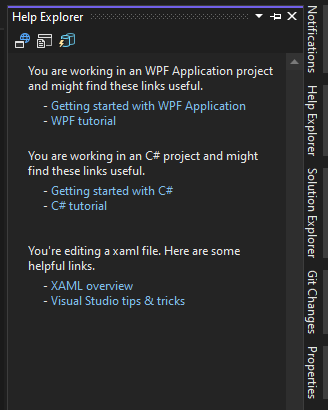 Help Explorer
You are working in an WPF Application project
and might find these links useful.
- Getting started with WPF Application
- WPF tutorial
You are working in an C# project and might
find these links useful.
- Getting started with C#
- C# tutorial
You're editing a xaml file. Here are some
helpful links.
- XAML overview
- Visual Studio tips & tricks
Notifications
Help Explorer
Solution Explorer
Git Changes
Properties